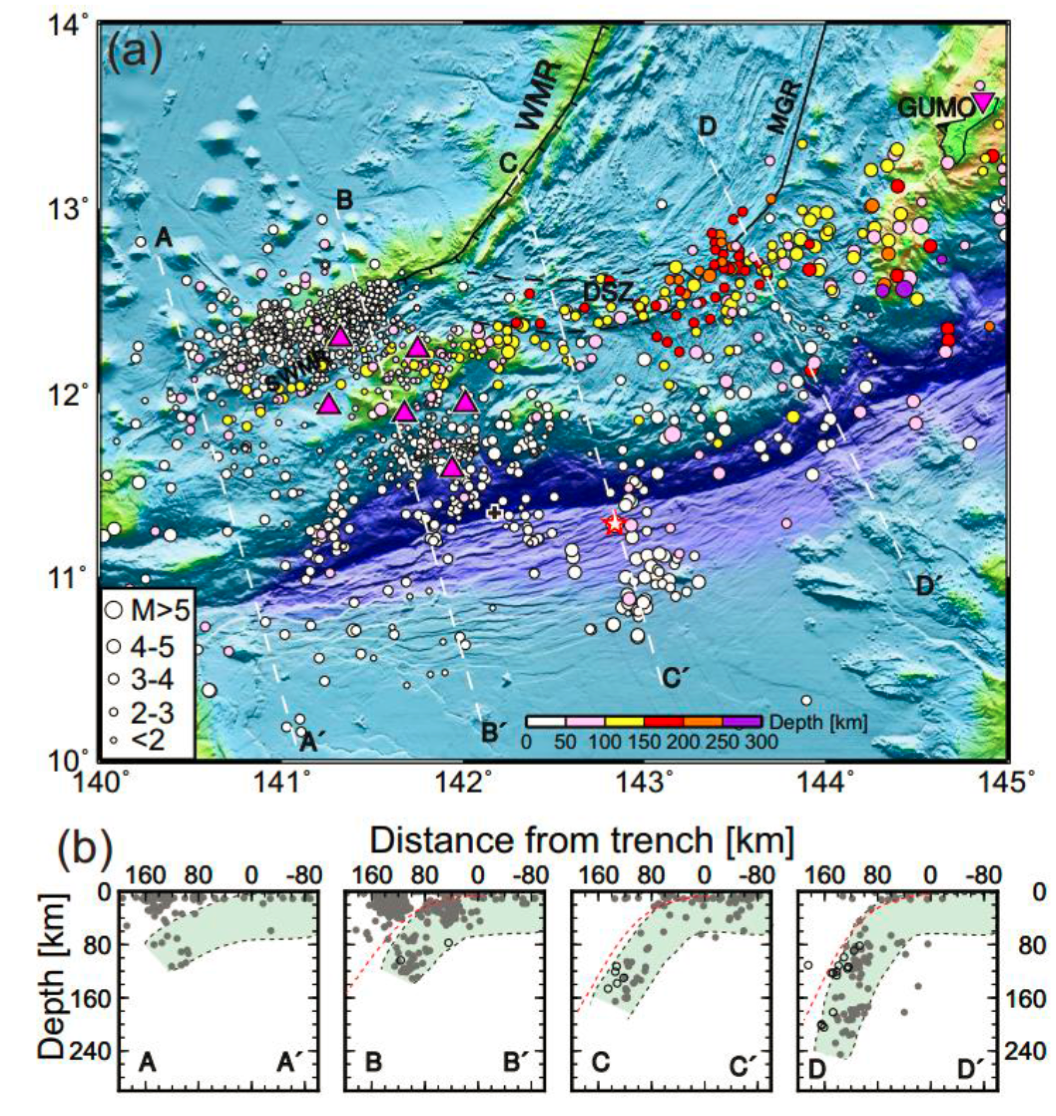 (a)
14˚
13˚
12˚
11˚
10˚
WMR
MGR
GUMO
D
C
B
A
DSZ
SWMR
D´
C´
B´
A´
M>5
4-5
3-4
2-3
<2
Depth [km]
0 50 100 150 200 250 300
140˚ 141˚ 142˚ 143˚ 144˚ 145˚
(b)
Distance from trench [km]
160 80 0 -80 160 80 0 -80 160 80 0 -80 160 80 0 -80
Depth [km]
0 0
80 80
160 160
240 240
A A´ B B´ C C´ D D´